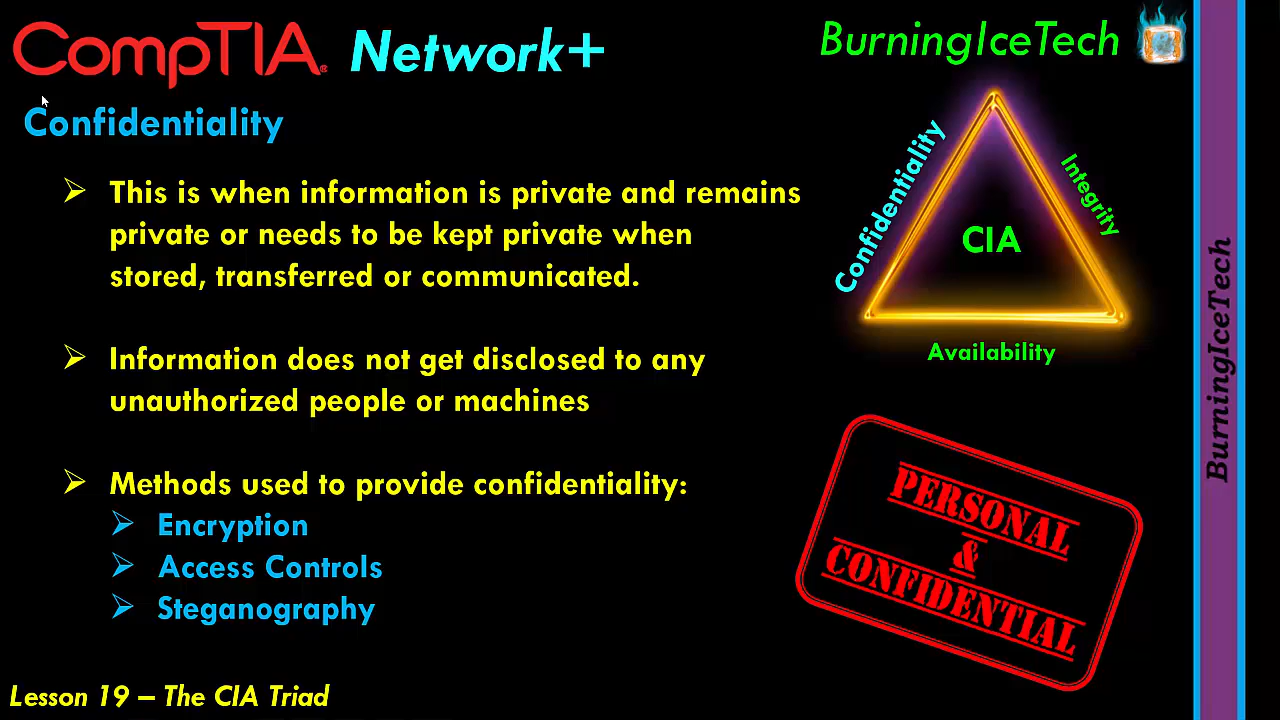 CompTIA® Network+
BurningIceTech
Confidentiality
➢ This is when information is private and remains
private or needs to be kept private when
stored, transferred or communicated.
➢ Information does not get disclosed to any
unauthorized people or machines
➢ Methods used to provide confidentiality:
➢ Encryption
➢ Access Controls
➢ Steganography
Confidentiality
Integrity
CIA
Availability
PERSONAL
&
CONFIDENTIAL
BurningIceTech
Lesson 19 – The CIA Triad